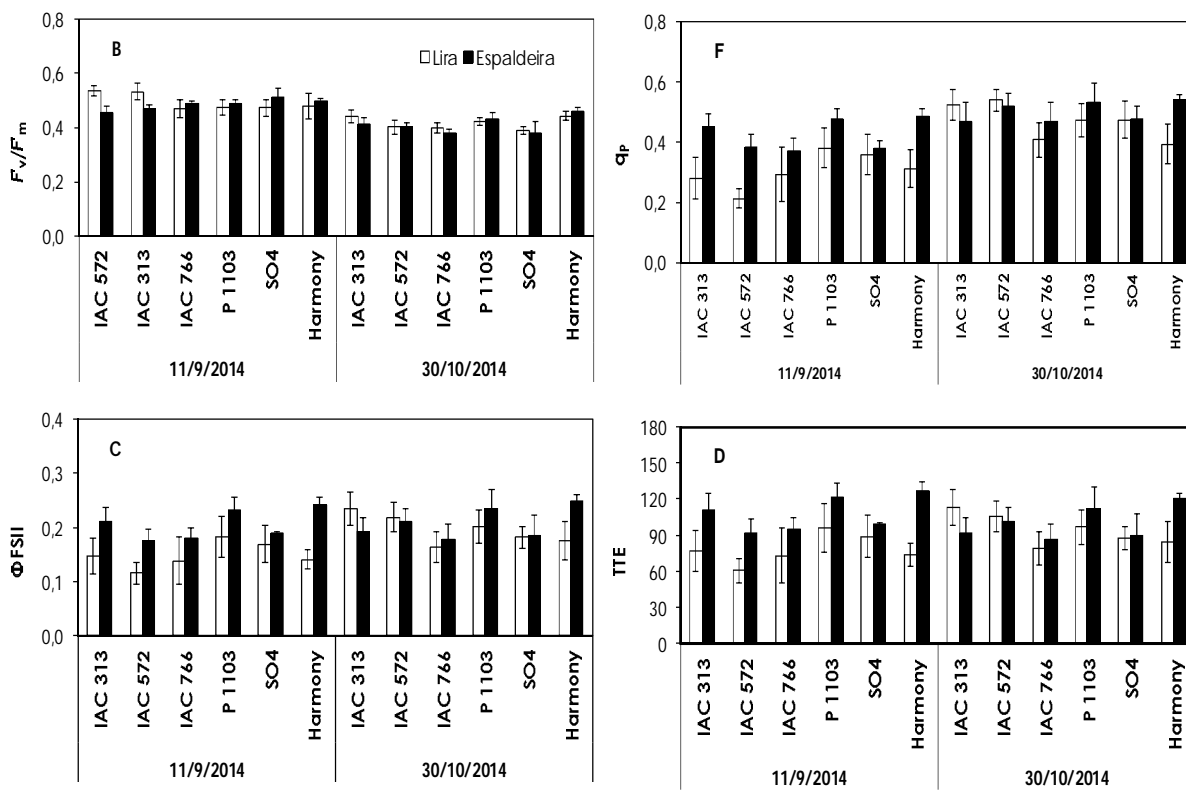 B
Lira Espaldeira
F'v/F'm
0,8
0,6
0,4
0,2
0,0
IAC 572
IAC 313
IAC 766
P 1103
SO4
Harmony
IAC 313
IAC 572
IAC 766
P 1103
SO4
Harmony
11/9/2014
30/10/2014
F
qP
0,8
0,6
0,4
0,2
0,0
IAC 313
IAC 572
IAC 766
P 1103
SO4
Harmony
IAC 313
IAC 572
IAC 766
P 1103
SO4
Harmony
11/9/2014
30/10/2014
C
ΦFSII
0,4
0,3
0,2
0,1
0,0
IAC 313
IAC 572
IAC 766
P 1103
SO4
Harmony
IAC 313
IAC 572
IAC 766
P 1103
SO4
Harmony
11/9/2014
30/10/2014
D
TTE
180
150
120
90
60
30
0
IAC 313
IAC 572
IAC 766
P 1103
SO4
Harmony
IAC 313
IAC 572
IAC 766
P 1103
SO4
Harmony
11/9/2014
30/10/2014